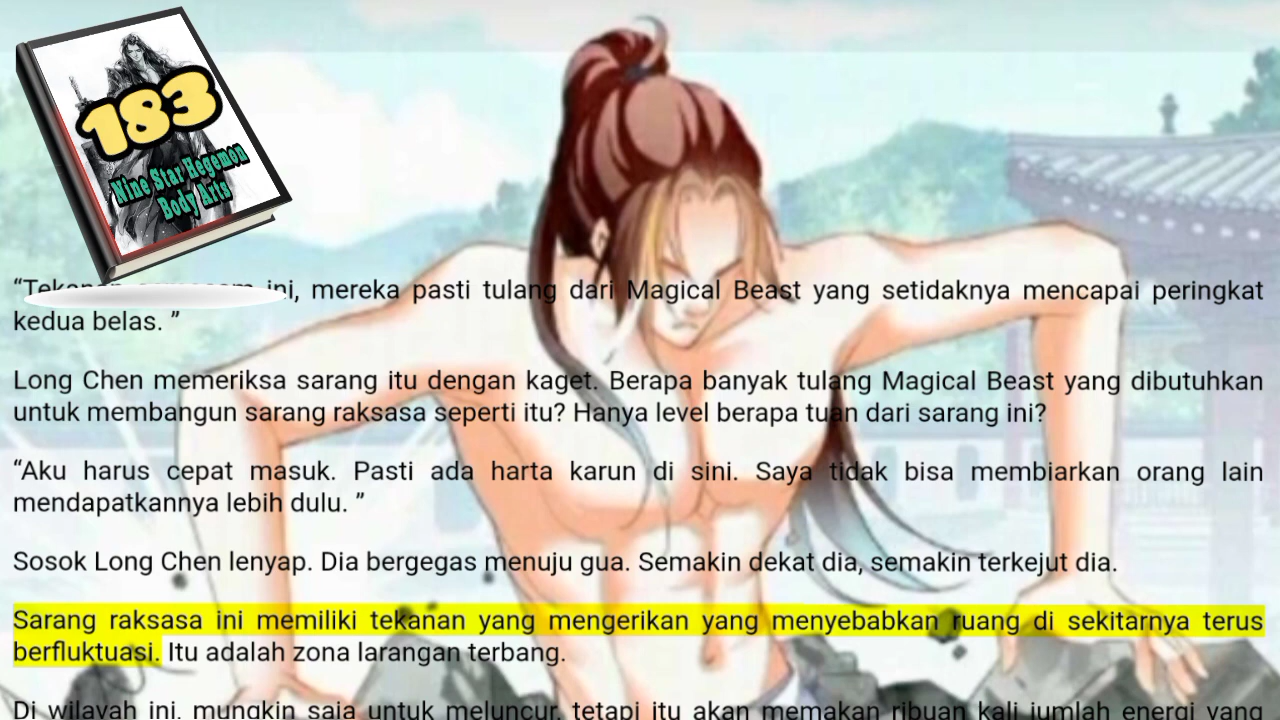 183
Nine Star Hegemon
Body Arts
“Tekanan ini, mereka pasti tulang dari Magical Beast yang setidaknya mencapai peringkat
kedua belas. ”
Long Chen memeriksa sarang itu dengan kaget. Berapa banyak tulang Magical Beast yang dibutuhkan
untuk membangun sarang raksasa seperti itu? Hanya level berapa tuan dari sarang ini?
“Aku harus cepat masuk. Pasti ada harta karun di sini. Saya tidak bisa membiarkan orang lain
mendapatkannya lebih dulu. ”
Sosok Long Chen lenyap. Dia bergegas menuju gua. Semakin dekat dia, semakin terkejut dia.
Sarang raksasa ini memiliki tekanan yang mengerikan yang menyebabkan ruang di sekitarnya terus
berfluktuasi. Itu adalah zona larangan terbang.
Di wilayah ini, mungkin saja untuk meluncur, tetapi itu akan memakan ribuan kali jumlah energi yang